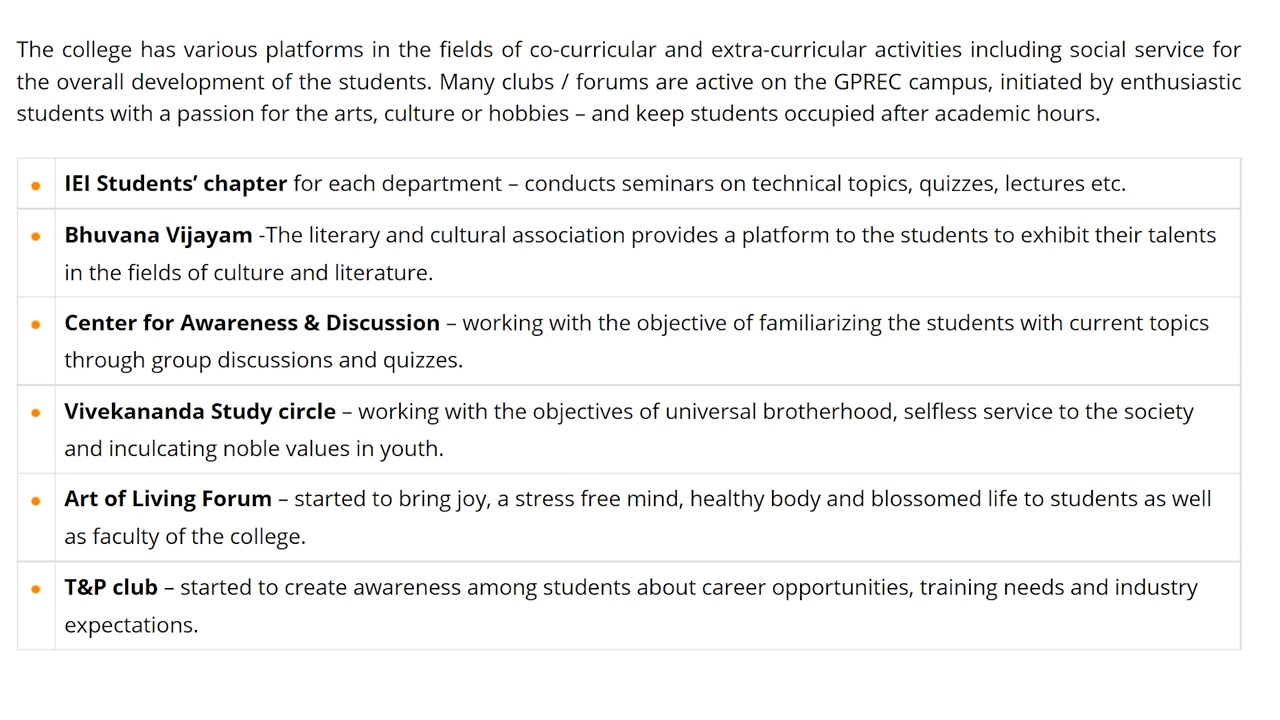 The college has various platforms in the fields of co-curricular and extra-curricular activities including social service for
the overall development of the students. Many clubs / forums are active on the GPREC campus, initiated by enthusiastic
students with a passion for the arts, culture or hobbies – and keep students occupied after academic hours.
• IEI Students’ chapter for each department – conducts seminars on technical topics, quizzes, lectures etc.
• Bhuvana Vijayam -The literary and cultural association provides a platform to the students to exhibit their talents
in the fields of culture and literature.
• Center for Awareness & Discussion – working with the objective of familiarizing the students with current topics
through group discussions and quizzes.
• Vivekananda Study circle – working with the objectives of universal brotherhood, selfless service to the society
and inculcating noble values in youth.
• Art of Living Forum – started to bring joy, a stress free mind, healthy body and blossomed life to students as well
as faculty of the college.
• T&P club – started to create awareness among students about career opportunities, training needs and industry
expectations.